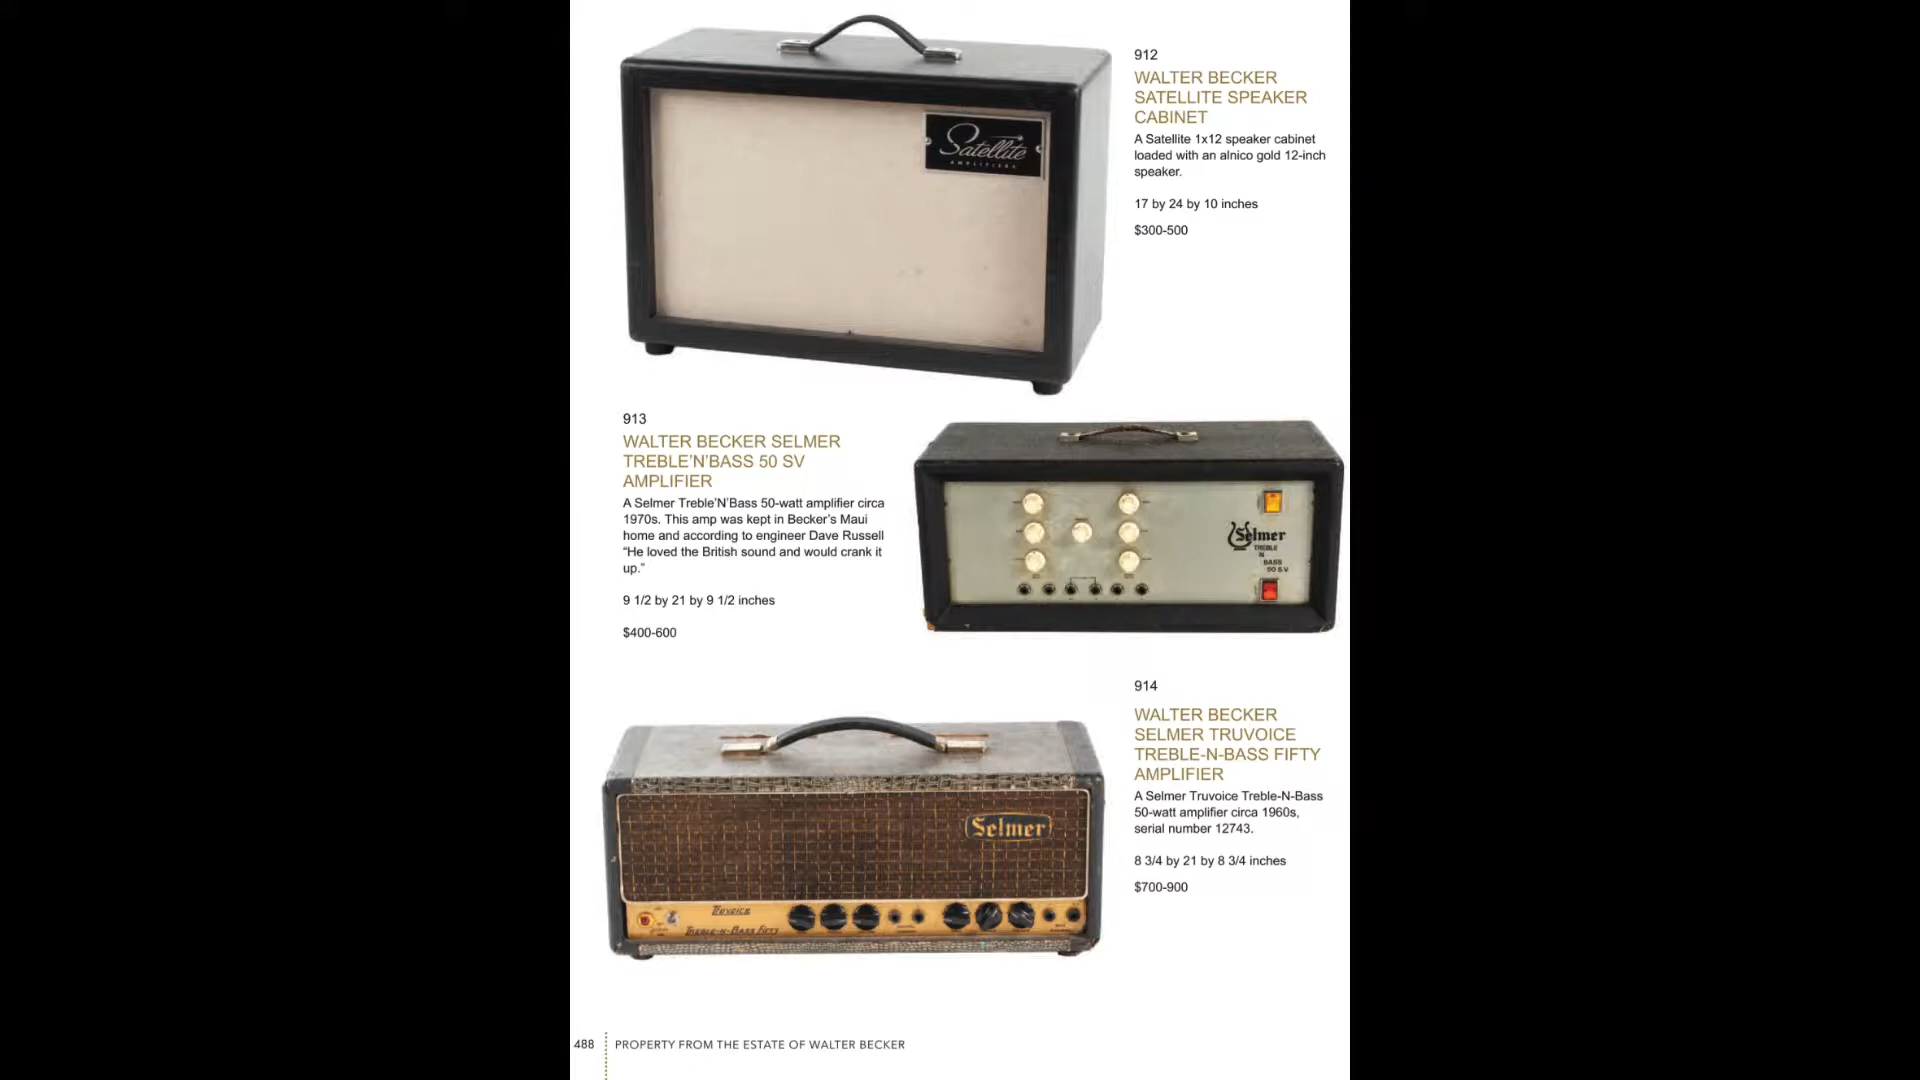 912
WALTER BECKER
SATELLITE SPEAKER
CABINET
A Satellite 1x12 speaker cabinet
loaded with an alnico gold 12-inch
speaker.
17 by 24 by 10 inches
$300-500
Satellite
AMPLIFIERS
913
WALTER BECKER SELMER
TREBLE’N’BASS 50 SV
AMPLIFIER
A Selmer Treble’N’Bass 50-watt amplifier circa
1970s. This amp was kept in Becker’s Maui
home and according to engineer Dave Russell
“He loved the British sound and would crank it
up.”
9 1/2 by 21 by 9 1/2 inches
$400-600
Selmer
TREBLE
N
BASS
50 S.V.
914
WALTER BECKER
SELMER TRUVOICE
TREBLE-N-BASS FIFTY
AMPLIFIER
A Selmer Truvoice Treble-N-Bass
50-watt amplifier circa 1960s,
serial number 12743.
8 3/4 by 21 by 8 3/4 inches
$700-900
Selmer
TRUVOICE
TREBLE-N-BASS FIFTY
488
PROPERTY FROM THE ESTATE OF WALTER BECKER